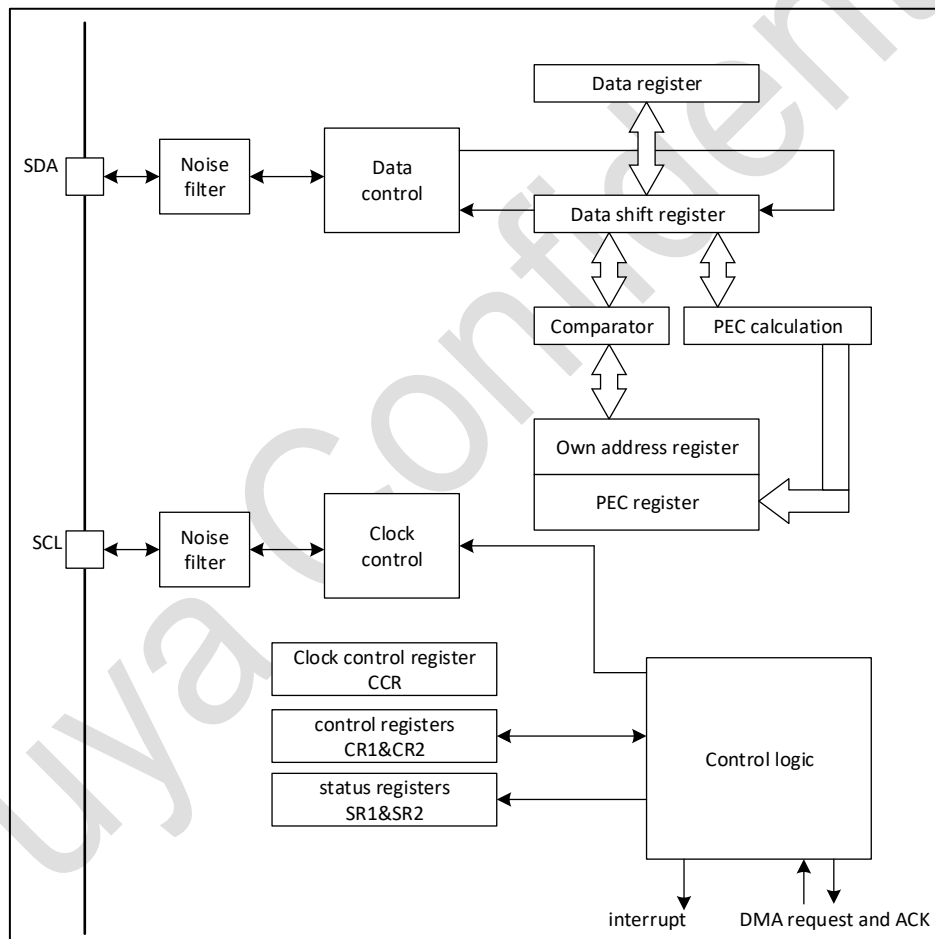 Data register
SDA
Noise
filter
Data
control
Data shift register
Comparator
PEC calculation
Own address register
PEC register
SCL
Noise
filter
Clock
control
Clock control register
CCR
control registers
CR1&CR2
status registers
SR1&SR2
Control logic
interrupt
DMA request and ACK
uya Confident